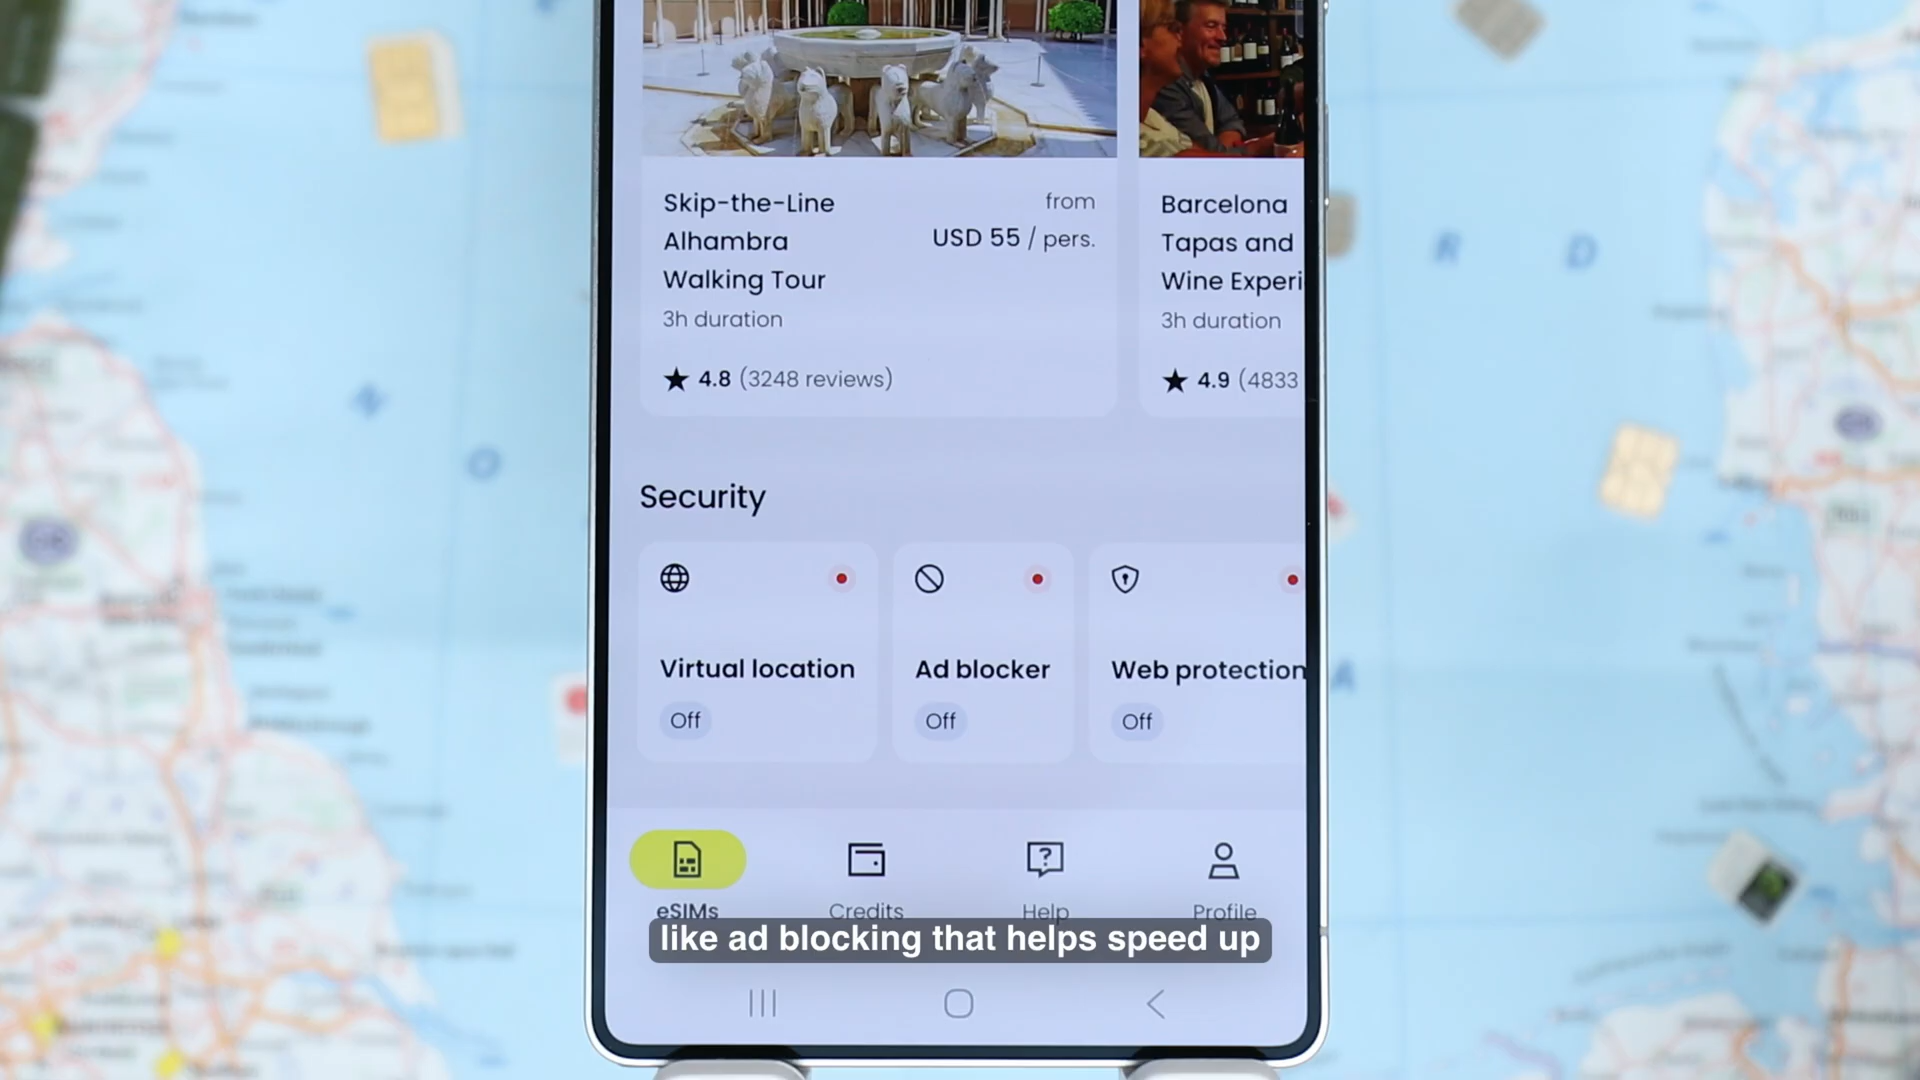 Skip-the-Line
Alhambra
Walking Tour
3h duration
from
USD 55 / pers.
★ 4.8 (3248 reviews)
Barcelona
Tapas and
Wine Experi
3h duration
★ 4.9 (4833
Security
Virtual location
Off
Ad blocker
Off
Web protection
Off
eSIMs
Credits
Help
Profile
like ad blocking that helps speed up
N
O
R
D
A